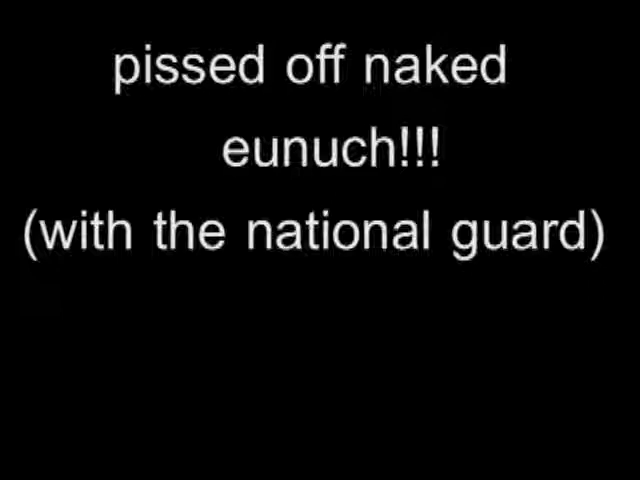 pissed off naked
eunuch!!!
(with the national guard)